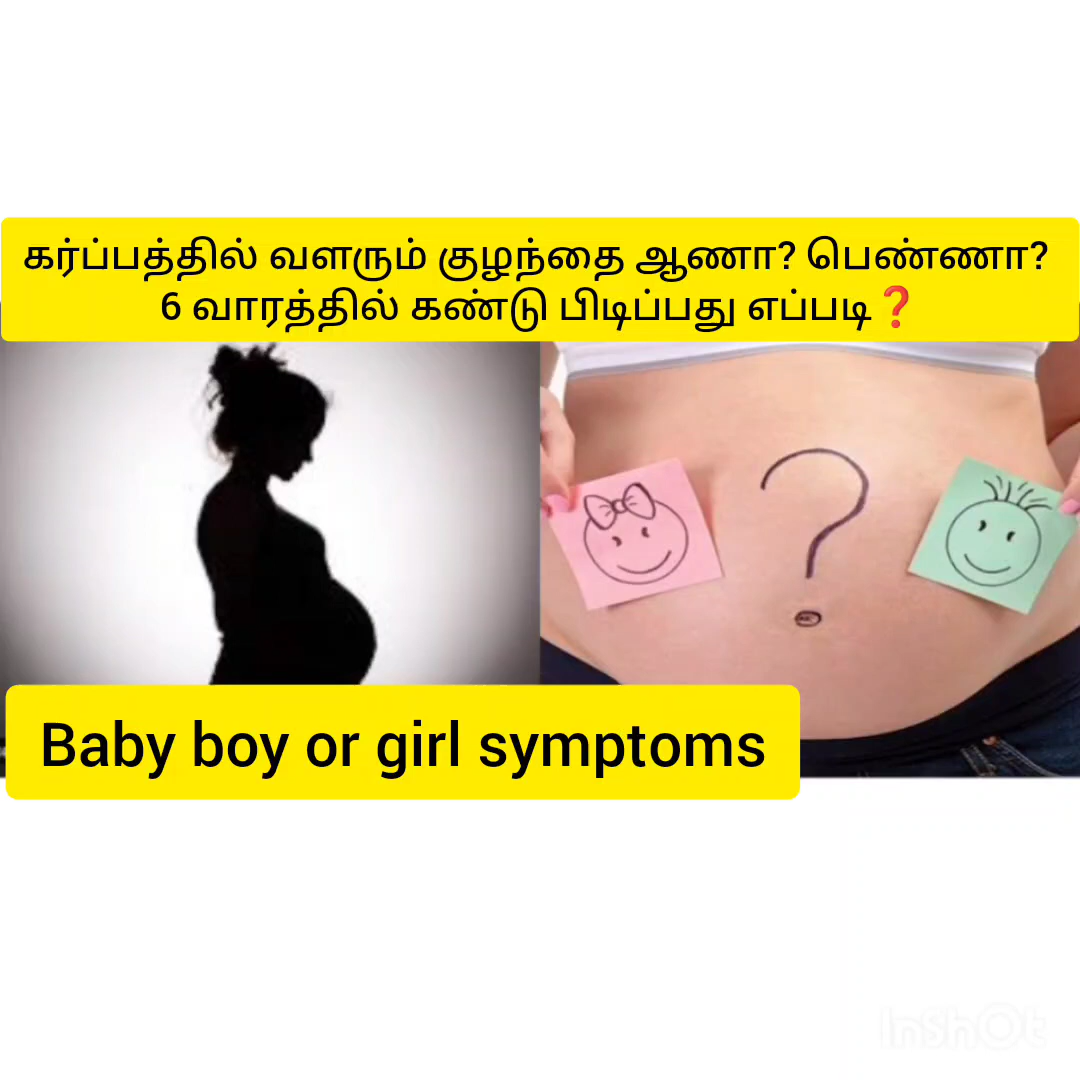 கர்ப்பத்தில் வளரும் குழந்தை ஆணா? பெண்ணா?
6 வாரத்தில் கண்டு பிடிப்பது எப்படி❓
?
Baby boy or girl symptoms
InShOt